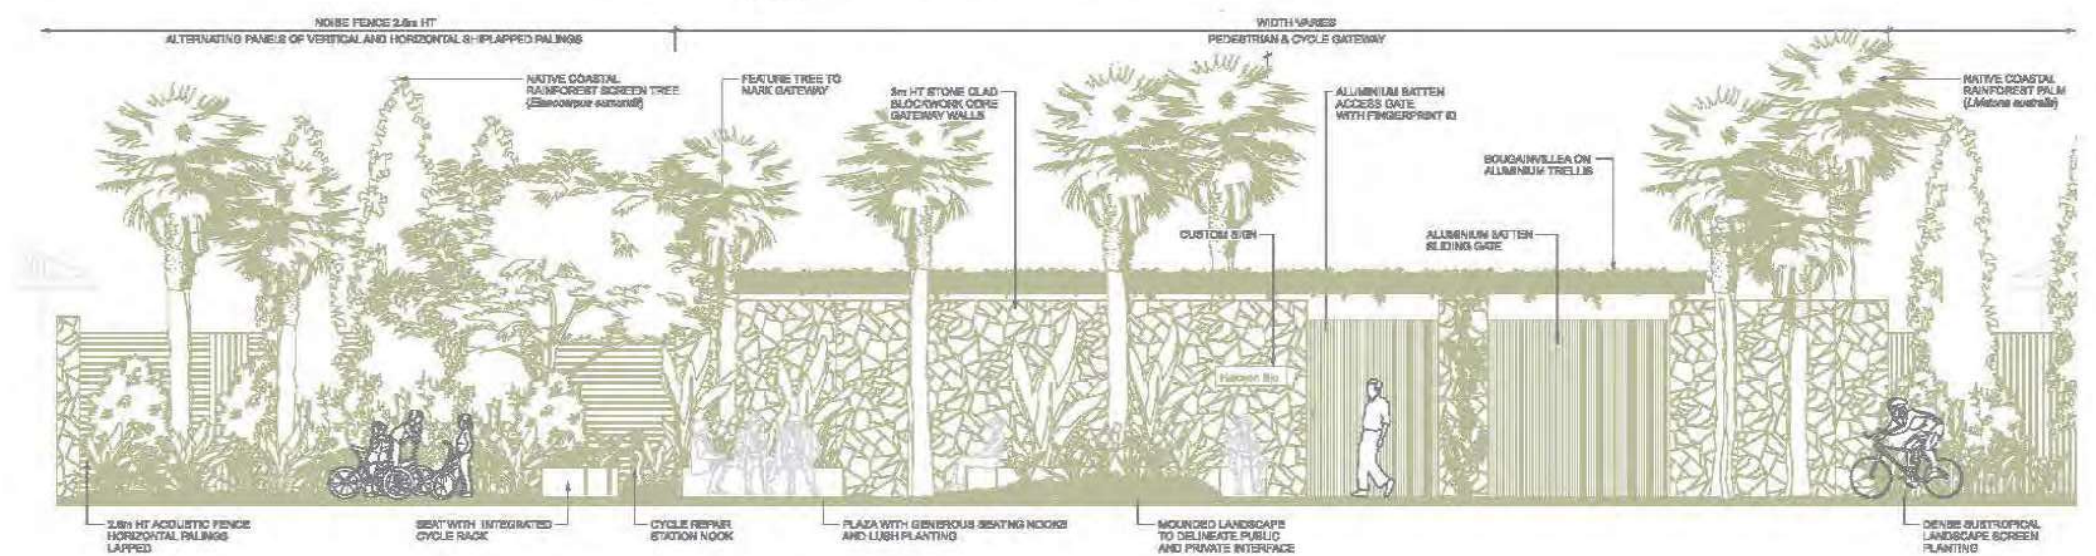 NOISE FENCE 2.6m HT
ALTERNATING PANELS OF VERTICAL AND HORIZONTAL SHIPLAPPED PALINGS
WIDTH VARIES
PEDESTRIAN & CYCLE GATEWAY
NATIVE COASTAL
RAINFOREST SCREEN TREE
(Elaeocarpus eumundi)
FEATURE TREE TO
MARK GATEWAY
3m HT STONE CLAD
BLOCKWORK CORE
GATEWAY WALLS
ALUMINIUM BATTEN
ACCESS GATE
WITH FINGERPRINT ID
NATIVE COASTAL
RAINFOREST PALM
(Livistona australis)
BOUGAINVILLEA ON
ALUMINIUM TRELLIS
CUSTOM SIGN
ALUMINIUM BATTEN
SLIDING GATE
2.6m HT ACOUSTIC FENCE
HORIZONTAL PALINGS
LAPPED
SEAT WITH INTEGRATED
CYCLE RACK
CYCLE REPAIR
STATION NOOK
PLAZA WITH GENEROUS SEATING NOOKS
AND LUSH PLANTING
MOUNDED LANDSCAPE
TO DELINEATE PUBLIC
AND PRIVATE INTERFACE
DENSE SUBTROPICAL
LANDSCAPE SCREEN
PLANTING